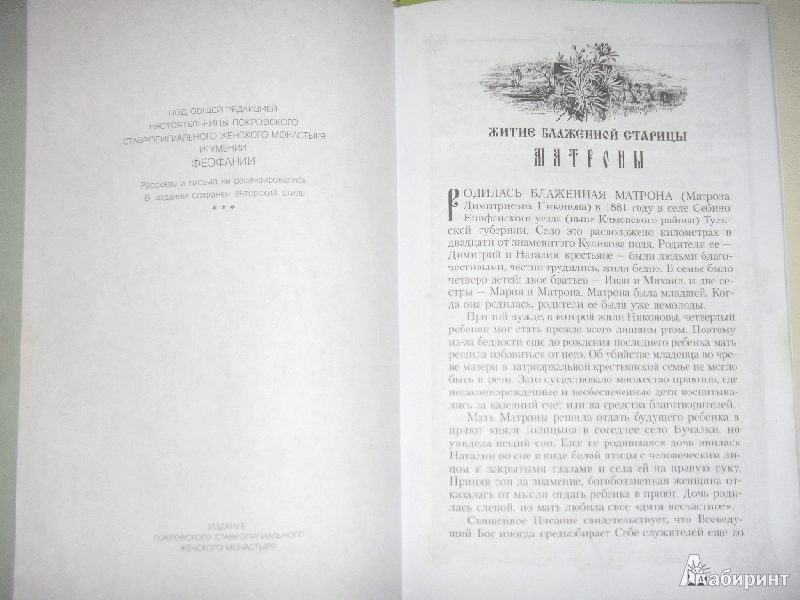 ПОД ОБЩЕЙ РЕДАКЦИЕЙ
НАСТОЯТЕЛЬНИЦЫ ПОКРОВСКОГО
СТАВРОПИГИАЛЬНОГО ЖЕНСКОГО МОНАСТЫРЯ
ИГУМЕНИИ
ФЕОФАНИИ
Рассказы и письма не рецензировались.
В издании сохранен авторский стиль
* * *
ИЗДАНИЕ
ПОКРОВСКОГО СТАВРОПИГИАЛЬНОГО
ЖЕНСКОГО МОНАСТЫРЯ
ЖИТИЕ БЛАЖЕННОЙ СТАРИЦЫ
МАТРОНЫ
РОДИЛАСЬ БЛАЖЕННАЯ МАТРОНА (Матрона
Димитриевна Никонова) в 1881 году в селе Себино
Епифанского уезда (ныне Кимовского района) Туль-
ской губернии. Село это расположено километрах в
двадцати от знаменитого Куликова поля. Родители ее —
Димитрий и Наталия, крестьяне — были людьми благо-
честивыми, честно трудились, жили бедно. В семье было
четверо детей: двое братьев — Иван и Михаил, и две се-
стры — Мария и Матрона. Матрона была младшей. Ког-
да она родилась, родители ее были уже немолоды.
При той нужде, в которой жили Никоновы, четвертый
ребенок мог стать прежде всего лишним ртом. Поэтому
из-за бедности еще до рождения последнего ребенка мать
решила избавиться от него. Об убийстве младенца во чре-
ве матери в патриархальной крестьянской семье не могло
быть и речи. Зато существовало множество приютов, где
незаконнорожденные и необеспеченные дети воспитыва-
лись за казенный счет или на средства благотворителей.
Мать Матроны решила отдать будущего ребенка в
приют князя Голицына в соседнее село Бучалки, но
увидела вещий сон. Еще не родившаяся дочь явилась
Наталии во сне в виде белой птицы с человеческим ли-
цом и закрытыми глазами и села ей на правую руку.
Приняв сон за знамение, богобоязненная женщина от-
казалась от мысли отдать ребенка в приют. Дочь роди-
лась слепой, но мать любила свое «дитя несчастное».
Священное Писание свидетельствует, что Всеведу-
щий Бог иногда предызбирает Себе служителей еще до
Лабиринт